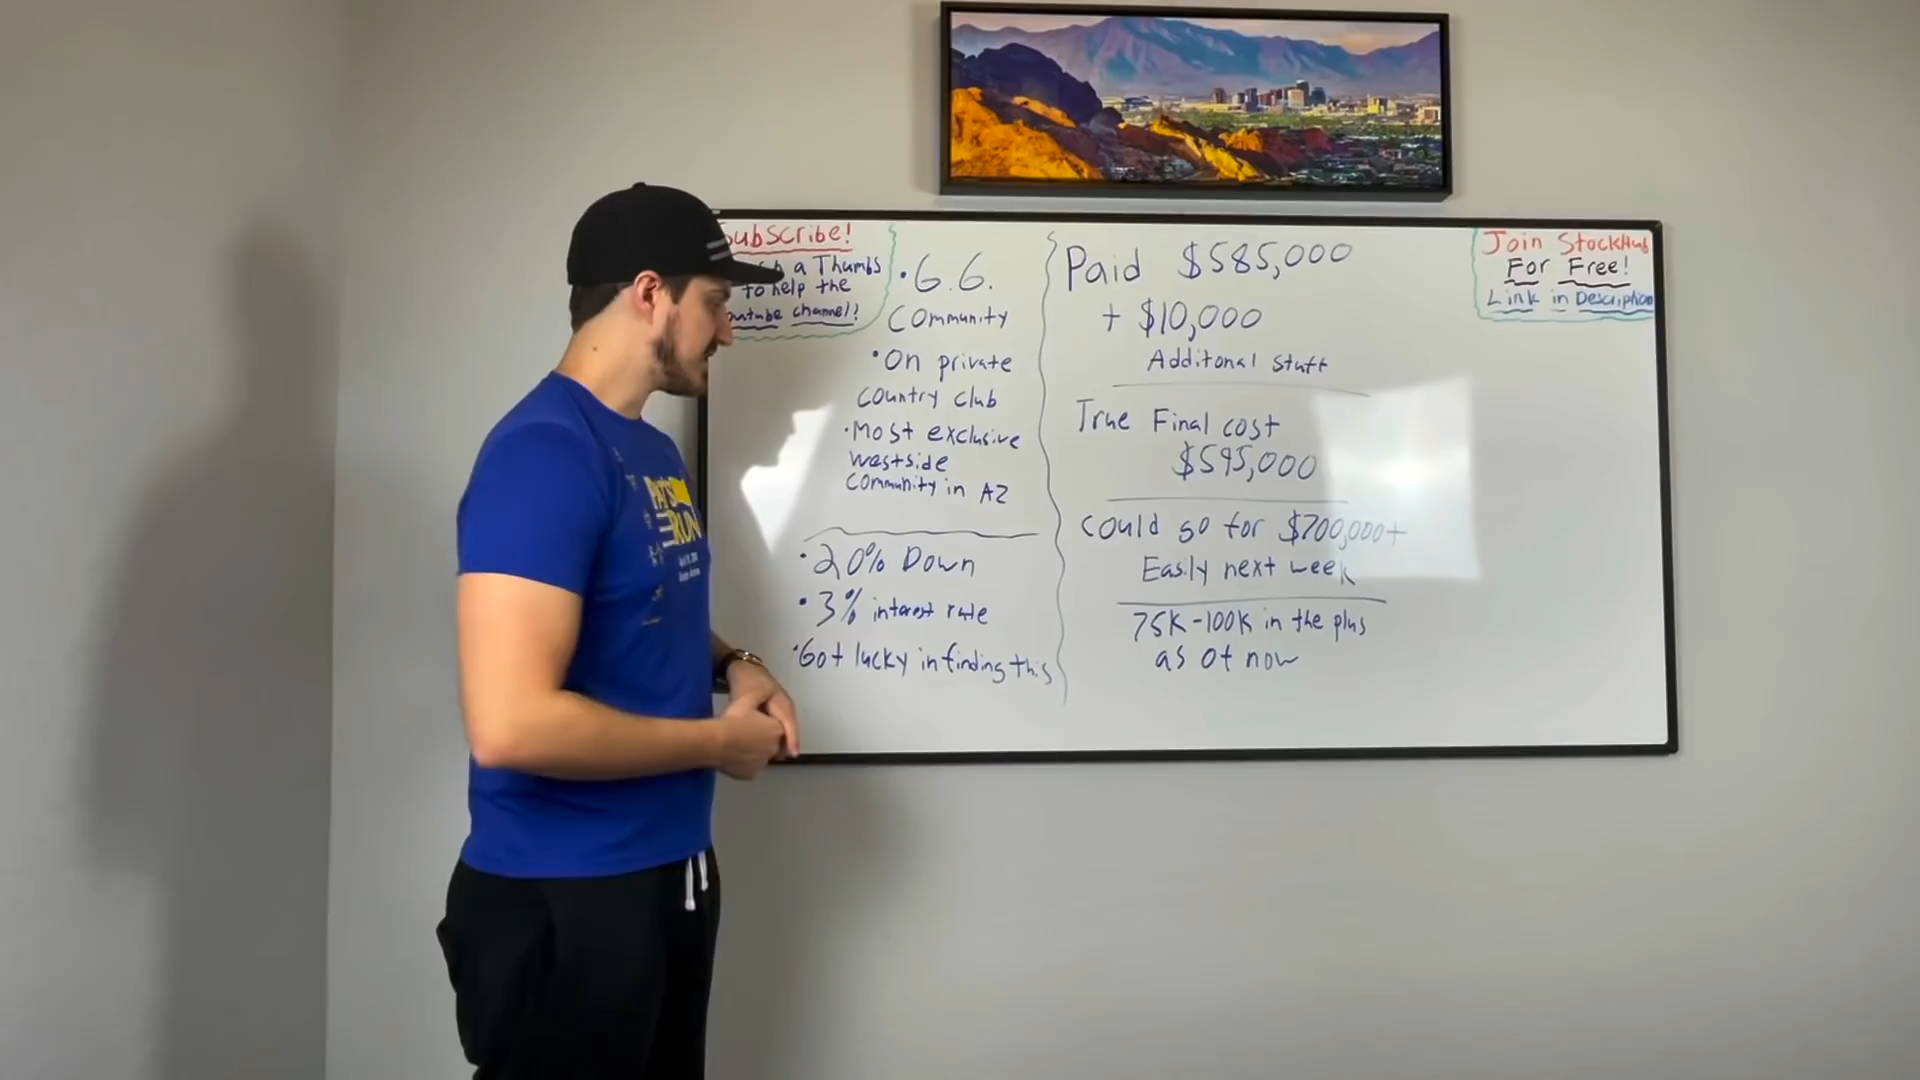 Subscribe!
a Thumbs
to help the
Youtube channel!
•G.G.
Community
•On private
country club
•Most exclusive
westside
community in AZ
•20% Down
•3% interest rate
•Got lucky in finding this
Paid $585,000
+ $10,000
Additonal stuff
True Final cost
$595,000
could go for $700,000+
Easily next week
75K-100K in the plus
as of now
Join StockHub
For Free!
Link in Description
PAT'S
RUN